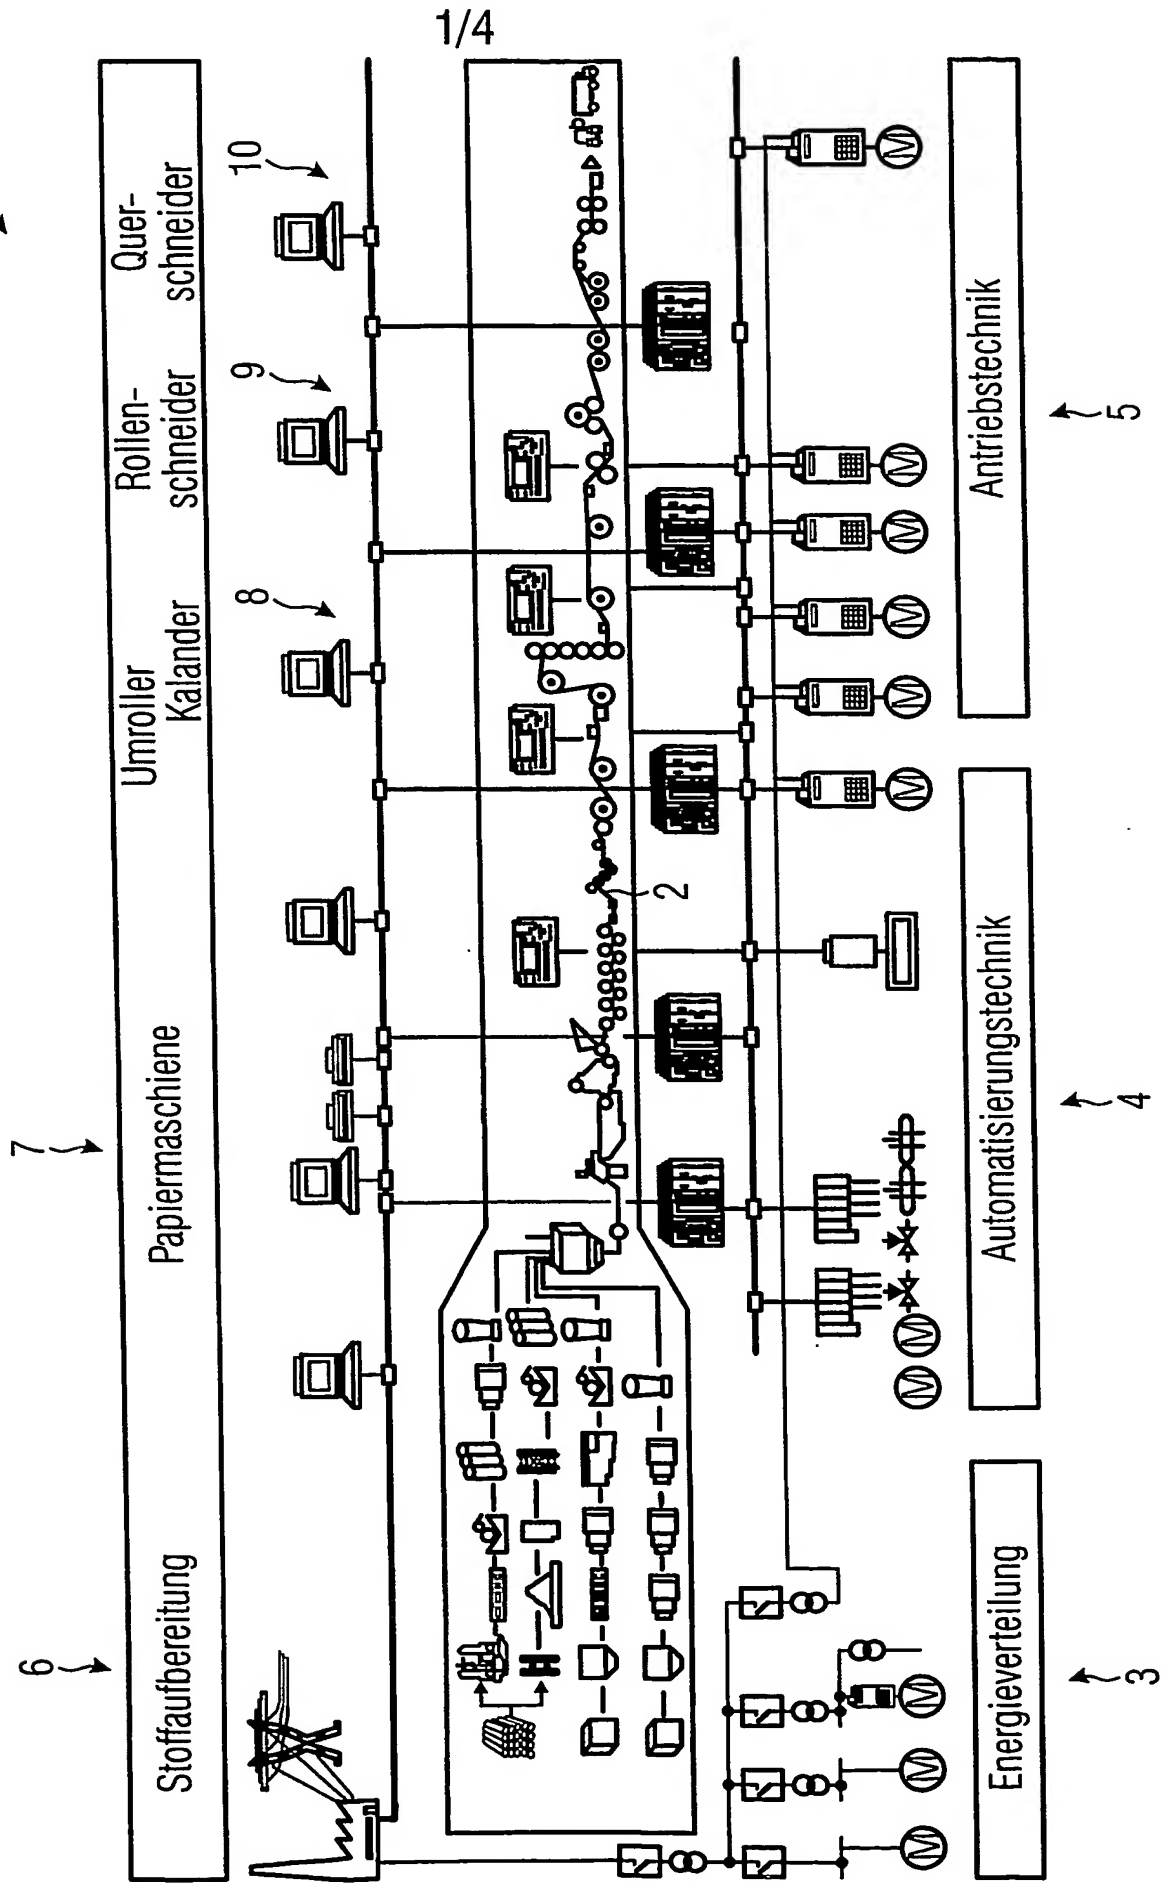 1/4
6
7
8
9
10
Stoffaufbereitung
Papiermaschiene
Umroller
Kalander
Rollen-
schneider
Quer-
schneider
2
M
M
M
M
M
M
M
M
M
M
M
M
Energieverteilung
Automatisierungstechnik
Antriebstechnik
3
4
5